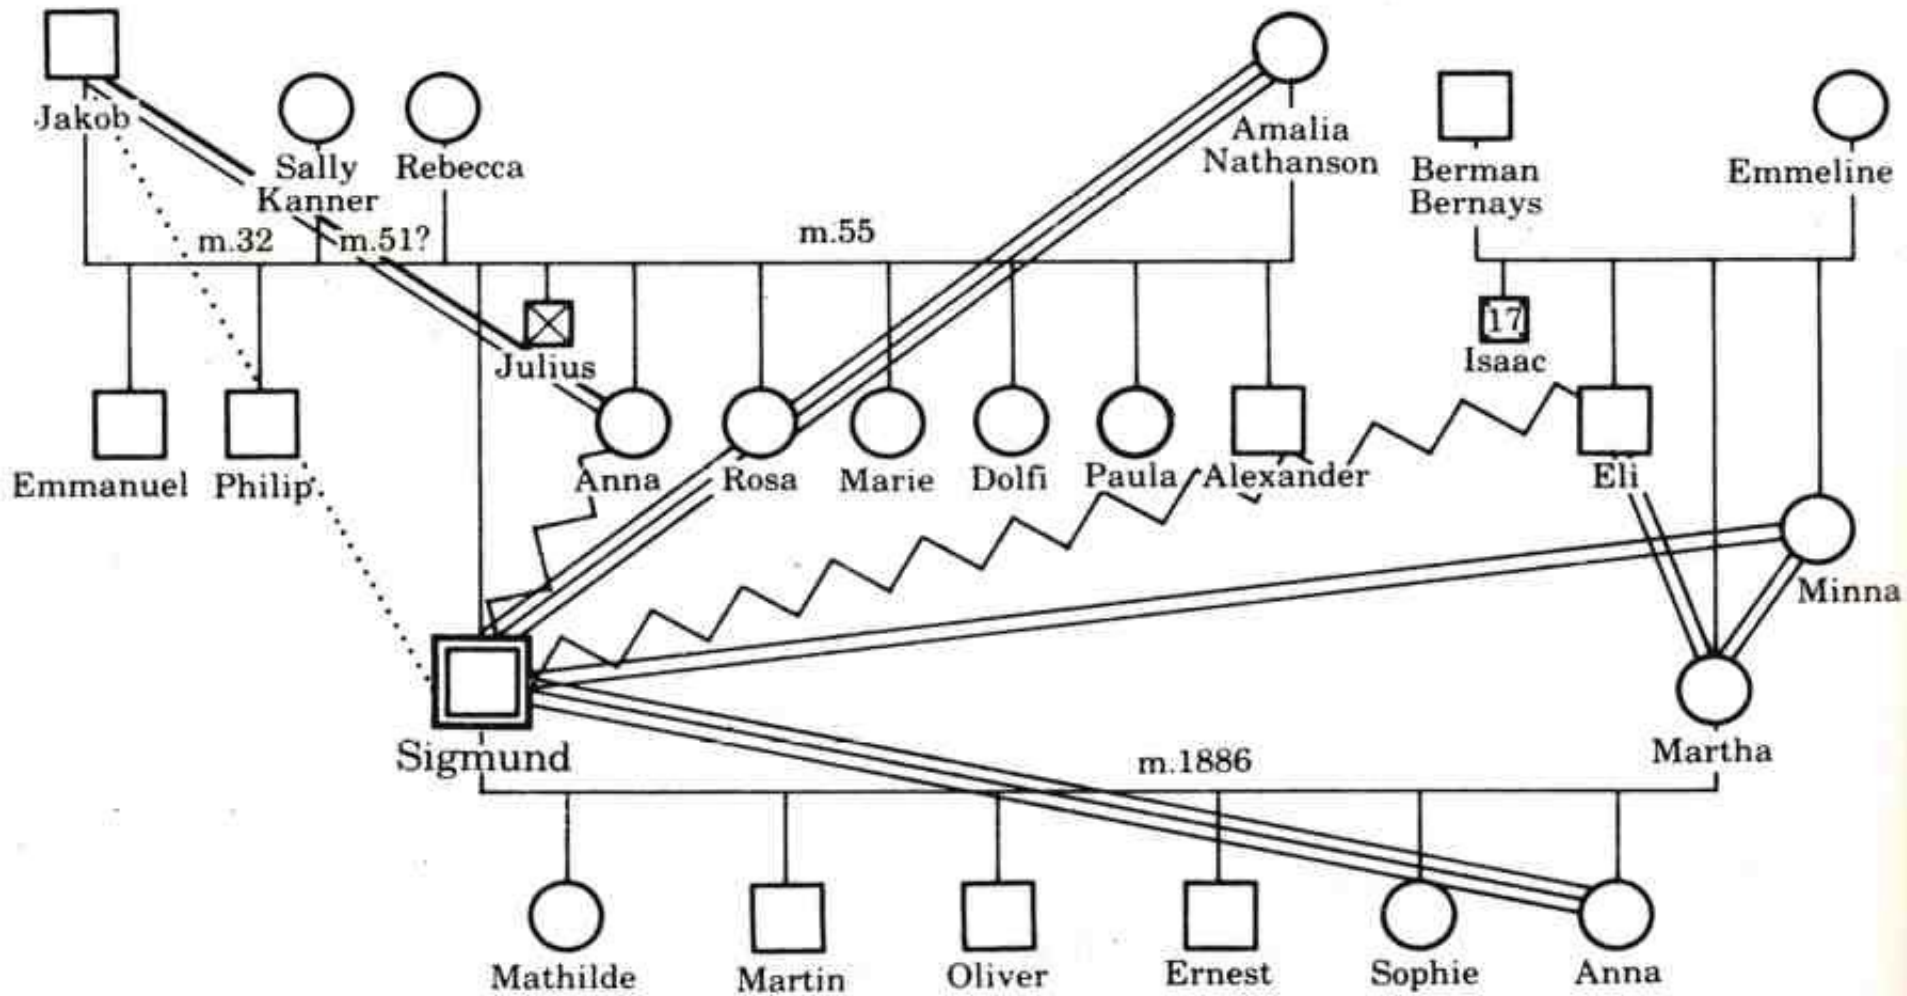 Jakob
Sally
Kanner
Rebecca
Amalia
Nathanson
Berman
Bernays
Emmeline
m.32
m.51?
m.55
Julius
17
Isaac
Emmanuel
Philip
Anna
Rosa
Marie
Dolfi
Paula
Alexander
Eli
Minna
Sigmund
m.1886
Martha
Mathilde
Martin
Oliver
Ernest
Sophie
Anna